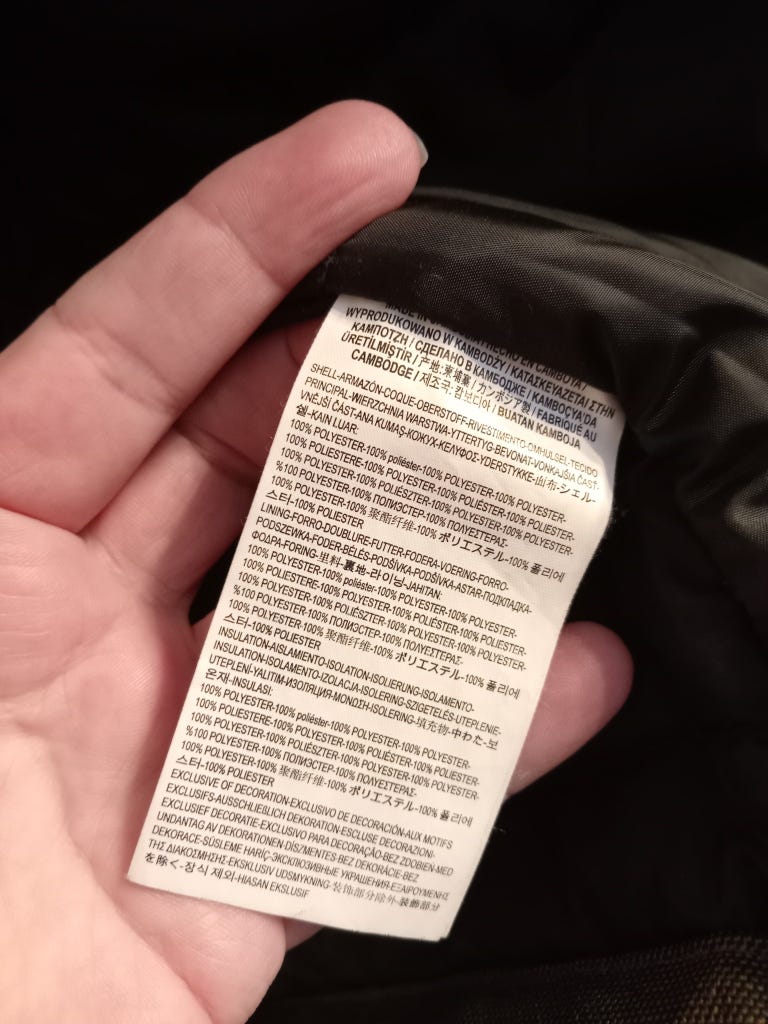 MADE IN HECHO EN CAMBOYA /
WYPRODUKOWANO W KAMBODŻY / ΚΑΤΑΣΚΕΥΑΖΕΤΑΙ ΣΤΗΝ
ΚΑΜΠΟΤΖΗ / СДЕЛАНО В КАМБОДЖЕ / KAMBOÇYA'DA
ÜRETİLMİŞTİR / 产地:柬埔寨 / カンボジア製 / FABRIQUÉ AU
CAMBODGE / 제조국: 캄보디아 / BUATAN KAMBOJA
SHELL-ARMAZÓN-COQUE-OBERSTOFF-RIVESTIMENTO-OMHULSEL-TECIDO
PRINCIPAL-WIERZCHNIA WARSTWA-YTTERTYG-BEVONAT-VONKAJŠIA ČASŤ-
VNĚJŠÍ ČÁST-ANA KUMAŞ-КОЖУХ-ΚΕΛΥΦΟΣ-YDERSTYKKE-面布-シェル-
쉘-KAIN LUAR:
100% POLYESTER-100% poliéster-100% POLYESTER-100% POLYESTER-
100% POLIESTERE-100% POLYESTER-100% POLIÉSTER-100% POLIESTER-
100% POLYESTER-100% POLIÉSZTER-100% POLYESTER-100% POLYESTER-
%100 POLYESTER-100% ПОЛИЭСТЕР-100% ΠΟΛΥΕΣΤΕΡΑΣ-
100% POLYESTER-100% 聚酯纤维-100% ポリエステル-100% 폴리에
스터-100% POLIESTER
LINING-FORRO-DOUBLURE-FUTTER-FODERA-VOERING-FORRO-
PODSZEWKA-FODER-BÉLÉS-PODŠÍVKA-PODŠÍVKA-ASTAR-ПОДКЛАДКА-
ΦΟΔΡΑ-FORING-里料-裏地-라이닝-JAHITAN:
100% POLYESTER-100% poliéster-100% POLYESTER-100% POLYESTER-
100% POLIESTERE-100% POLYESTER-100% POLIÉSTER-100% POLIESTER-
100% POLYESTER-100% POLIÉSZTER-100% POLYESTER-100% POLYESTER-
%100 POLYESTER-100% ПОЛИЭСТЕР-100% ΠΟΛΥΕΣΤΕΡΑΣ-
100% POLYESTER-100% 聚酯纤维-100% ポリエステル-100% 폴리에
스터-100% POLIESTER
INSULATION-AISLAMIENTO-ISOLATION-ISOLIERUNG-ISOLAMENTO-
ISOLATIE-ISOLAMENTO-IZOLACJA-ISOLERING-SZIGETELÉS-UTEPLENIE-
UTEPLENÍ-YALITIM-ИЗОЛЯЦИЯ-ΜΟΝΩΣΗ-ISOLERING-填充物-中わた-보
온재-INSULASI:
100% POLYESTER-100% poliéster-100% POLYESTER-100% POLYESTER-
100% POLIESTERE-100% POLYESTER-100% POLIÉSTER-100% POLIESTER-
100% POLYESTER-100% POLIÉSZTER-100% POLYESTER-100% POLYESTER-
%100 POLYESTER-100% ПОЛИЭСТЕР-100% ΠΟΛΥΕΣΤΕΡΑΣ-
100% POLYESTER-100% 聚酯纤维-100% ポリエステル-100% 폴리에
스터-100% POLIESTER
EXCLUSIVE OF DECORATION-EXCLUSIVO DE DECORACIÓN-AUX MOTIFS
EXCLUSIFS-AUSSCHLIEßLICH DEKORATION-ESCLUSE DECORAZIONI-
EXCLUSIEF DECORATIE-EXCLUSIVO PARA DECORAÇÃO-BEZ ZDOBIEN-MED
UNDANTAG AV DEKORATIONEN-DÍSZMENTES-BEZ DEKORÁCIE-BEZ
DEKORACE-SÜSLEME HARİÇ-ЭКСКЛЮЗИВНЫЕ УКРАШЕНИЯ-ΕΞΑΙΡΟΥΜΕΝΗΣ
ΤΗΣ ΔΙΑΚΟΣΜΗΣΗΣ-EKSKLUSIV UDSMYKNING-装饰部分除外-装飾部分
を除く-장식 제외-HIASAN EKSLUSIF